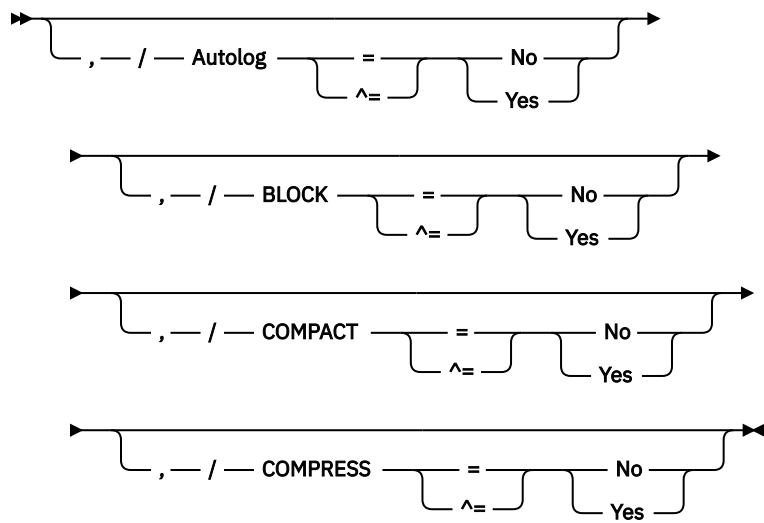 , / Autolog = No
^= Yes
, / BLOCK = No
^= Yes
, / COMPACT = No
^= Yes
, / COMPRESS = No
^= Yes